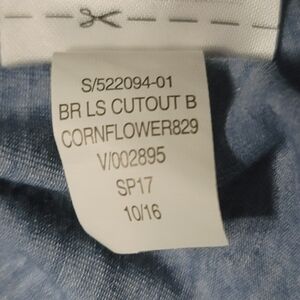 S/522094-01
BR LS CUTOUT B
CORNFLOWER829
V/002895
SP17
10/16